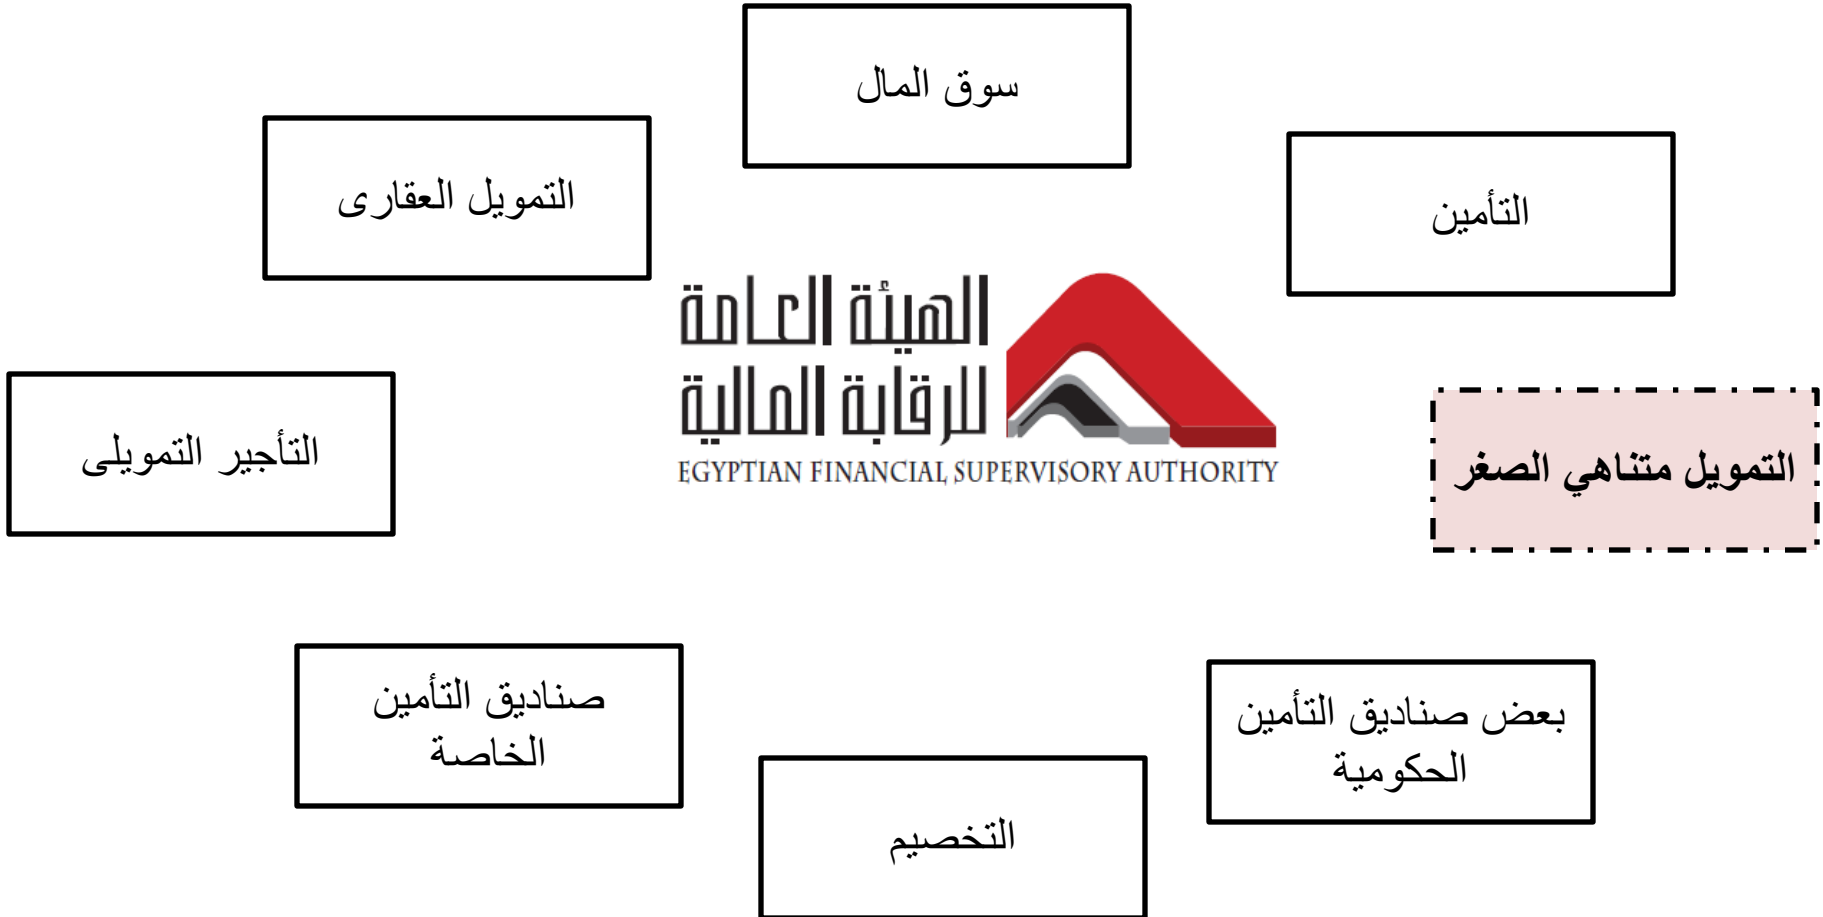 سوق المال
التمويل العقارى
التأمين
الهيئة العامة
للرقابة المالية
EGYPTIAN FINANCIAL SUPERVISORY AUTHORITY
التأجير التمويلى
التمويل متناهي الصغر
صناديق التأمين
الخاصة
بعض صناديق التأمين
الحكومية
التخصيم